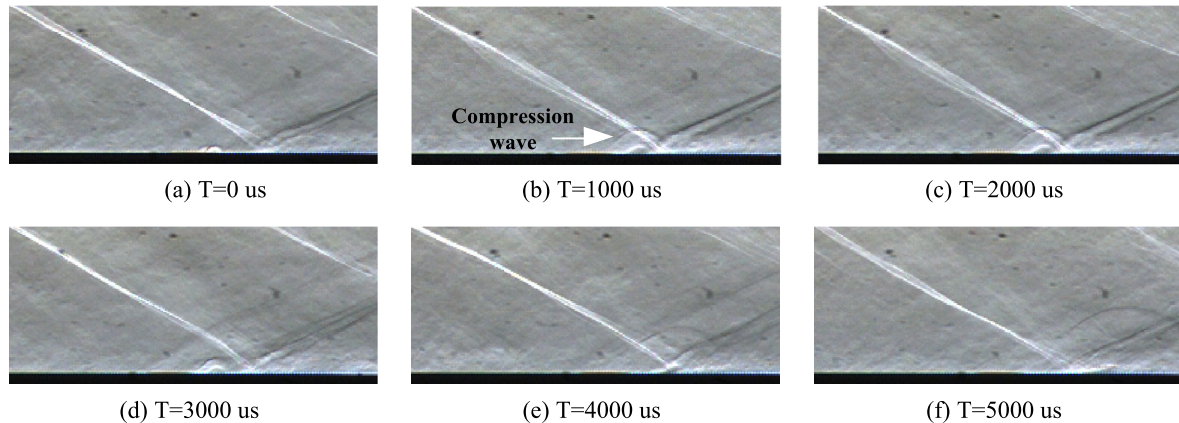 Compression
wave
(a) T=0 us
(b) T=1000 us
(c) T=2000 us
(d) T=3000 us
(e) T=4000 us
(f) T=5000 us